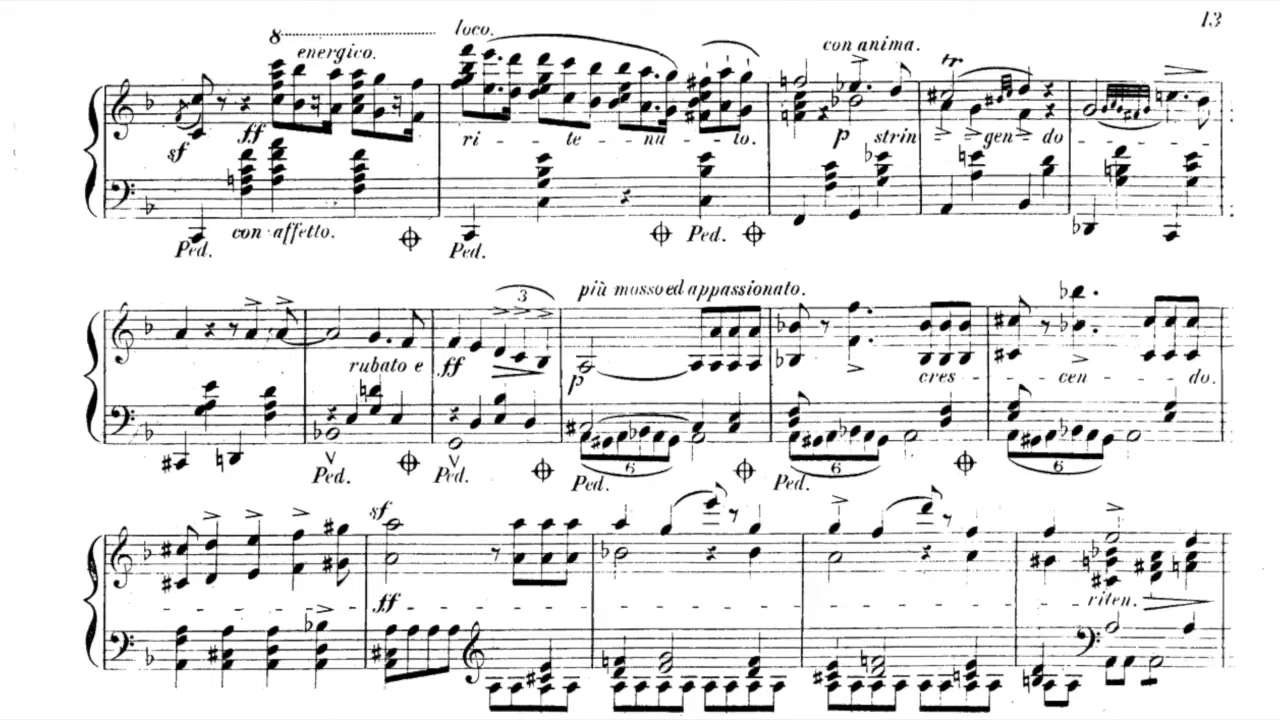 13
8 loco.
energico. con anima.
tr
sf ff ri - te - nu - to. p strin - gen - do
con affetto.
Ped. Ped. Ped.
3 più mosso ed appassionato.
rubato e ff p cres - cen - do.
6 6 6
Ped. Ped. Ped. Ped.
sf
ff riten.